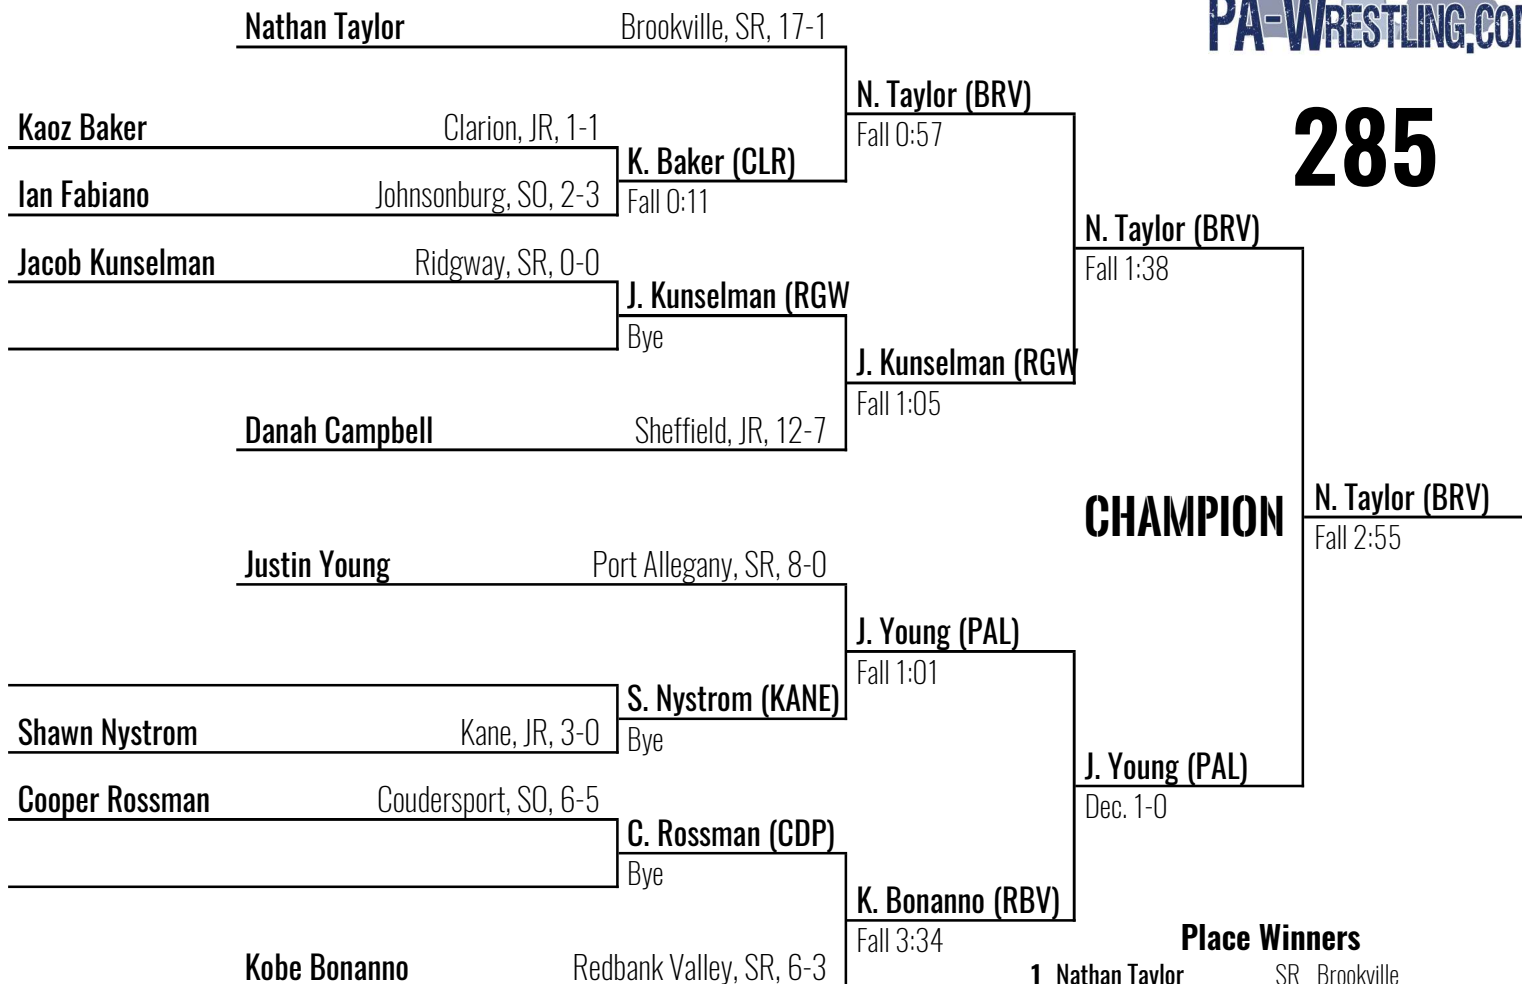 Nathan Taylor Brookville, SR, 17-1
PA-WRESTLING.COM
N. Taylor (BRV)
Fall 0:57
285
Kaoz Baker Clarion, JR, 1-1
K. Baker (CLR)
Fall 0:11
Ian Fabiano Johnsonburg, SO, 2-3
N. Taylor (BRV)
Fall 1:38
Jacob Kunselman Ridgway, SR, 0-0
J. Kunselman (RGW
Bye
J. Kunselman (RGW
Fall 1:05
Danah Campbell Sheffield, JR, 12-7
CHAMPION
N. Taylor (BRV)
Fall 2:55
Justin Young Port Allegany, SR, 8-0
J. Young (PAL)
Fall 1:01
S. Nystrom (KANE)
Bye
Shawn Nystrom Kane, JR, 3-0
J. Young (PAL)
Dec. 1-0
Cooper Rossman Coudersport, SO, 6-5
C. Rossman (CDP)
Bye
K. Bonanno (RBV)
Fall 3:34
Kobe Bonanno Redbank Valley, SR, 6-3
Place Winners
1 Nathan Taylor SR Brookville